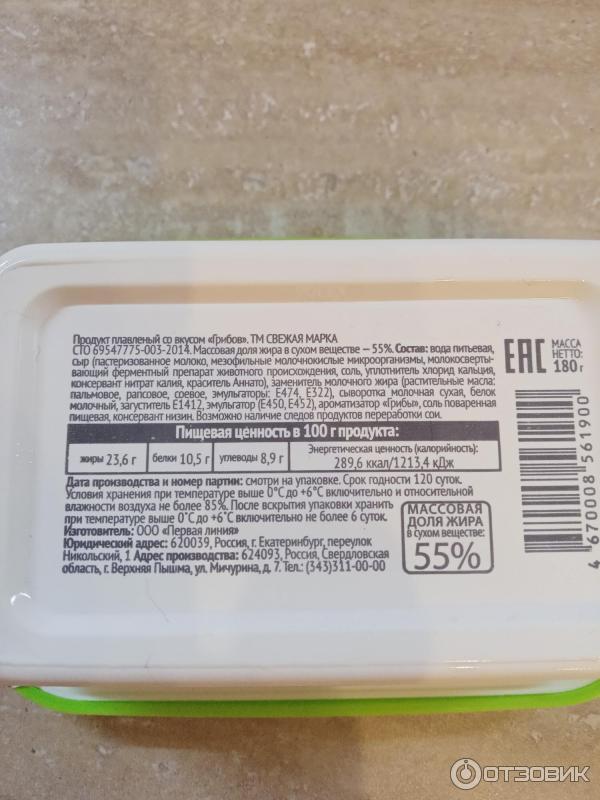 Продукт плавленый со вкусом «Грибов». ТМ СВЕЖАЯ МАРКА
СТО 69547775-003-2014. Массовая доля жира в сухом веществе — 55%. Состав: вода питьевая,
сыр (пастеризованное молоко, мезофильные молочнокислые микроорганизмы, молокосверты-
вающий ферментный препарат животного происхождения, соль, уплотнитель хлорид кальция,
консервант нитрат калия, краситель Аннато), заменитель молочного жира (растительные масла:
пальмовое, рапсовое, соевое, эмульгаторы: Е474, Е322), сыворотка молочная сухая, белок
молочный, загуститель Е1412, эмульгатор (Е450, Е452), ароматизатор «Грибы», соль поваренная
пищевая, консервант низин. Возможно наличие следов продуктов переработки сои.
Пищевая ценность в 100 г продукта:
жиры 23,6 г белки 10,5 г углеводы 8,9 г Энергетическая ценность (калорийность):
289,6 ккал/1213,4 кДж
Дата производства и номер партии: смотри на упаковке. Срок годности 120 суток.
Условия хранения при температуре выше 0°С до +6°С включительно и относительной
влажности воздуха не более 85%. После вскрытия упаковки хранить
при температуре выше 0°С до +6°С включительно не более 6 суток.
Изготовитель: ООО «Первая линия»
Юридический адрес: 620039, Россия, г. Екатеринбург, переулок
Никольский, 1 Адрес производства: 624093, Россия, Свердловская
область, г. Верхняя Пышма, ул. Мичурина, д. 7. Тел.: (343)311-00-00
МАССОВАЯ
ДОЛЯ ЖИРА
в сухом веществе:
55%
ЕАС
МАССА
НЕТТО:
180 г
4 670008 561900
ОТЗОВИК